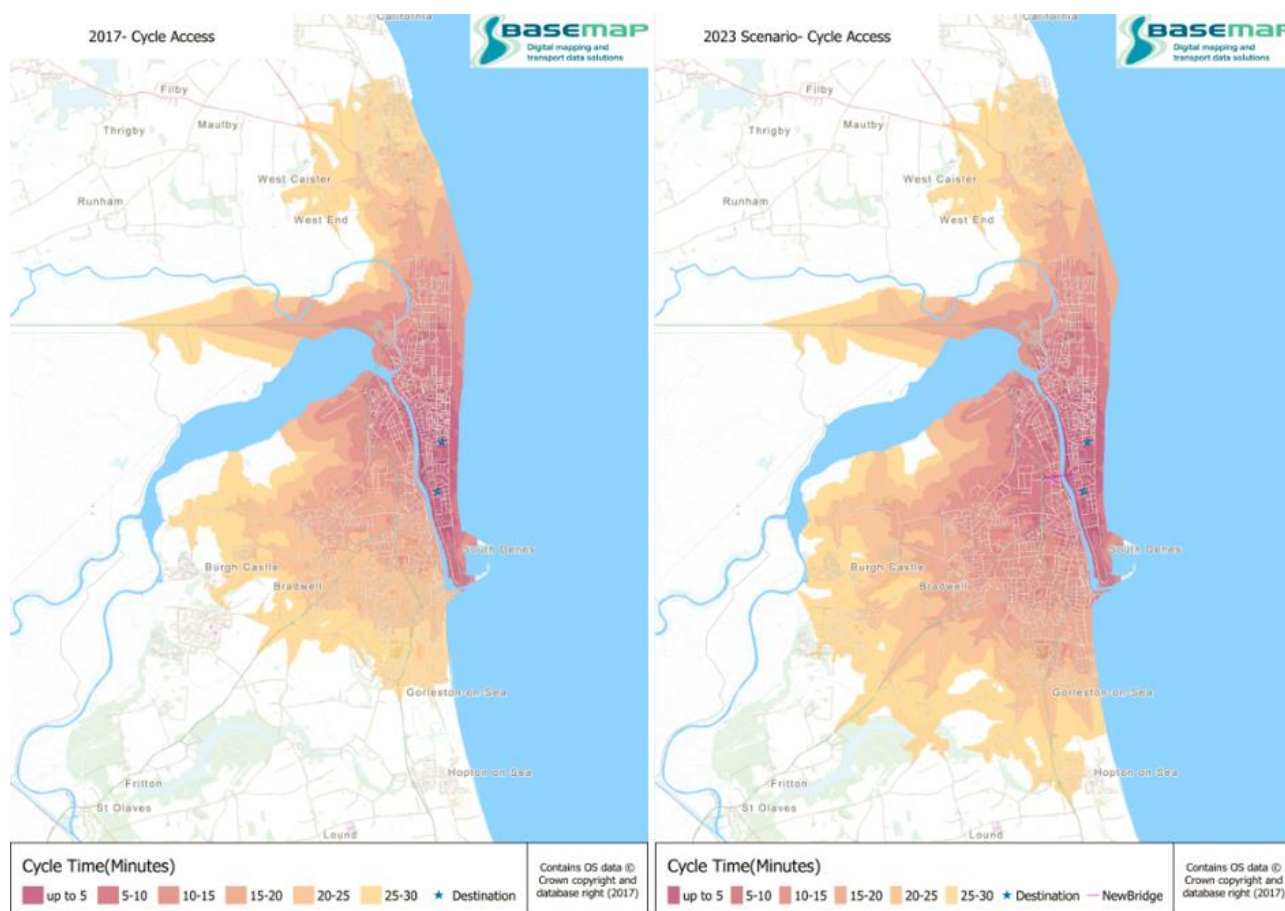 2017- Cycle Access
California
BASEMAP
Digital mapping and
transport data solutions
Filby
Thrigby
Mautby
West Caister
Runham
West End
South Denes
Burgh Castle
Bradwell
Gorleston-on-Sea
Hopton on Sea
Fritton
St Olaves
Lound
Cycle Time(Minutes)
up to 5 5-10 10-15 15-20 20-25 25-30 Destination
Contains OS data ©
Crown copyright and
database right (2017)
2023 Scenario- Cycle Access
California
BASEMAP
Digital mapping and
transport data solutions
Filby
Thrigby
Mautby
West Caister
Runham
West End
South Denes
Burgh Castle
Bradwell
Gorleston-on-Sea
Hopton on Sea
Fritton
St Olaves
Lound
Cycle Time(Minutes)
up to 5 5-10 10-15 15-20 20-25 25-30 Destination NewBridge
Contains OS data ©
Crown copyright and
database right (2017)